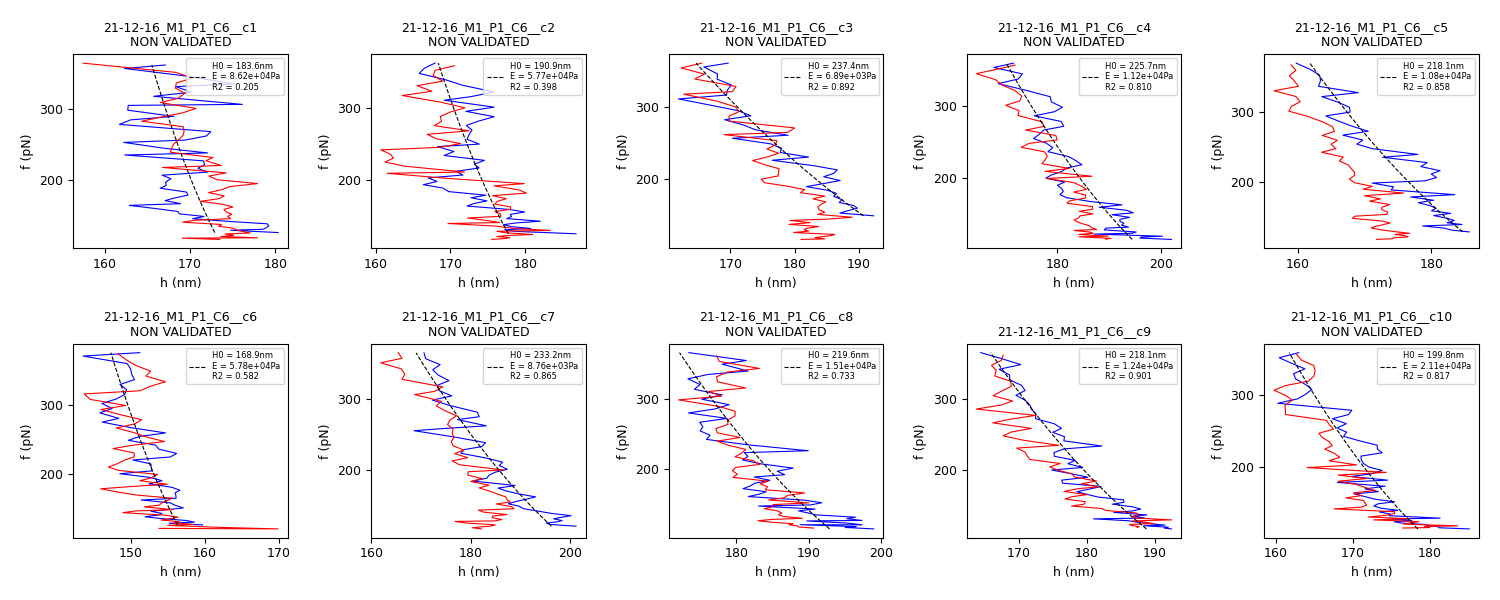 21-12-16_M1_P1_C6__c1
NON VALIDATED
H0 = 183.6nm
E = 8.62e+04Pa
R2 = 0.205
f (pN)
300
200
160
170
180
h (nm)
21-12-16_M1_P1_C6__c2
NON VALIDATED
H0 = 190.9nm
E = 5.77e+04Pa
R2 = 0.398
f (pN)
300
200
160
170
180
h (nm)
21-12-16_M1_P1_C6__c3
NON VALIDATED
H0 = 237.4nm
E = 6.89e+03Pa
R2 = 0.892
f (pN)
300
200
170
180
190
h (nm)
21-12-16_M1_P1_C6__c4
NON VALIDATED
H0 = 225.7nm
E = 1.12e+04Pa
R2 = 0.810
f (pN)
300
200
180
200
h (nm)
21-12-16_M1_P1_C6__c5
NON VALIDATED
H0 = 218.1nm
E = 1.08e+04Pa
R2 = 0.858
f (pN)
300
200
160
180
h (nm)
21-12-16_M1_P1_C6__c6
NON VALIDATED
H0 = 168.9nm
E = 5.78e+04Pa
R2 = 0.582
f (pN)
300
200
150
160
170
h (nm)
21-12-16_M1_P1_C6__c7
NON VALIDATED
H0 = 233.2nm
E = 8.76e+03Pa
R2 = 0.865
f (pN)
300
200
160
180
200
h (nm)
21-12-16_M1_P1_C6__c8
NON VALIDATED
H0 = 219.6nm
E = 1.51e+04Pa
R2 = 0.733
f (pN)
300
200
180
190
200
h (nm)
21-12-16_M1_P1_C6__c9
H0 = 218.1nm
E = 1.24e+04Pa
R2 = 0.901
f (pN)
300
200
170
180
190
h (nm)
21-12-16_M1_P1_C6__c10
NON VALIDATED
H0 = 199.8nm
E = 2.11e+04Pa
R2 = 0.817
f (pN)
300
200
160
170
180
h (nm)